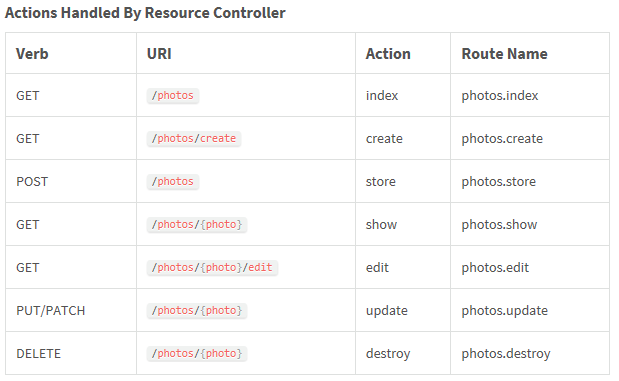 Actions Handled By Resource Controller
Verb URI Action Route Name
GET /photos index photos.index
GET /photos/create create photos.create
POST /photos store photos.store
GET /photos/{photo} show photos.show
GET /photos/{photo}/edit edit photos.edit
PUT/PATCH /photos/{photo} update photos.update
DELETE /photos/{photo} destroy photos.destroy